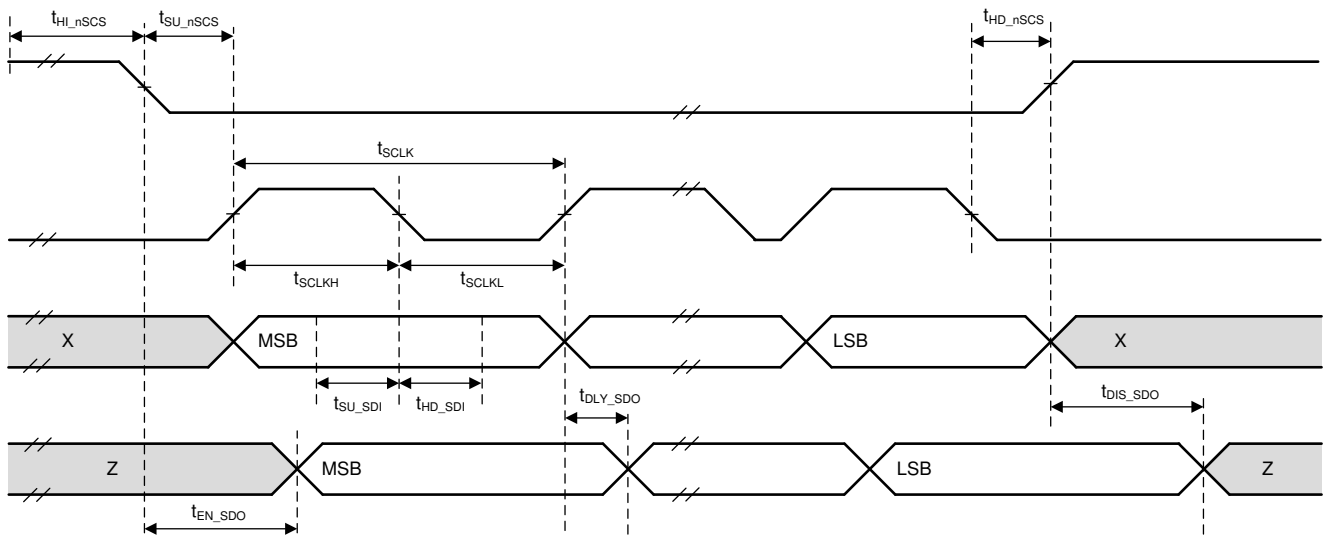 tHI_nSCS tSU_nSCS tHD_nSCS
tSCLK
tSCLKH tSCLKL
X MSB LSB X
tSU_SDI tHD_SDI tDLY_SDO tDIS_SDO
Z MSB LSB Z
tEN_SDO